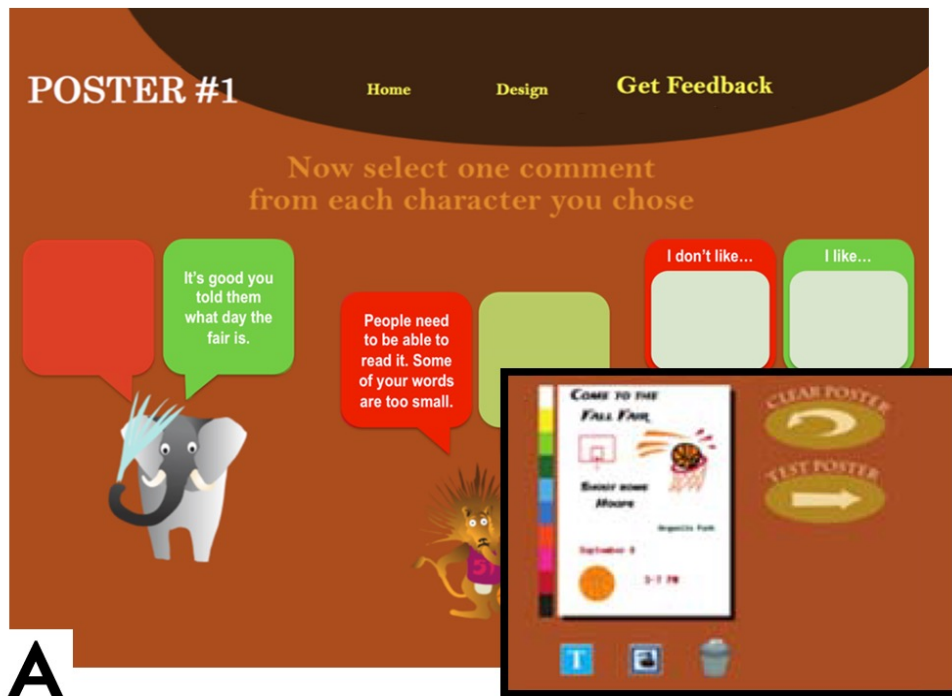 POSTER #1
Home
Design
Get Feedback
Now select one comment
from each character you chose
It's good you
told them
what day the
fair is.
People need
to be able to
read it. Some
of your words
are too small.
I don't like...
I like...
COME TO THE
FALL FAIR
SHOOT SOME
HOOPS
September 8
5-7 PM
CLEAR POSTER
TEST POSTER
T
51
A